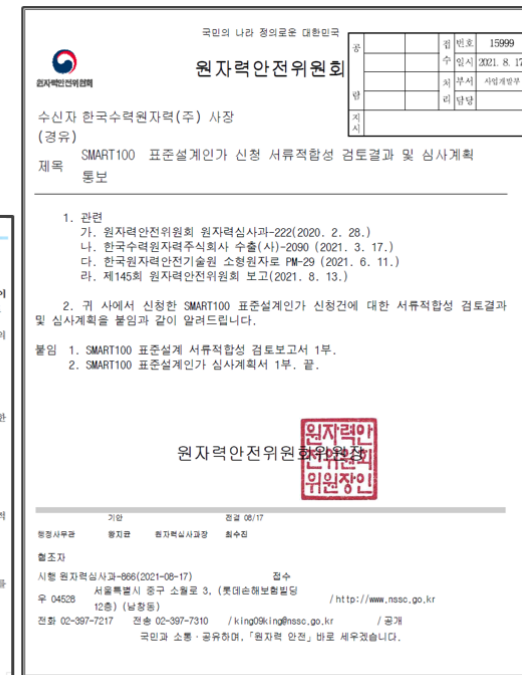 국민의 나라 정의로운 대한민국
원자력안전위원회
원자력안전위원회
공람
접수 번호 15999
일시 2021. 8. 17
처리 부서 사업개발부
담당
지시
수신자 한국수력원자력(주) 사장
(경유)
제목 SMART100 표준설계인가 신청 서류적합성 검토결과 및 심사계획
통보
1. 관련
가. 원자력안전위원회 원자력심사과-222(2020. 2. 28.)
나. 한국수력원자력주식회사 수출(사)-2090 (2021. 3. 17.)
다. 한국원자력안전기술원 소형원자로 PM-29 (2021. 6. 11.)
라. 제145회 원자력안전위원회 보고(2021. 8. 13.)
2. 귀 사에서 신청한 SMART100 표준설계인가 신청건에 대한 서류적합성 검토결과
및 심사계획을 붙임과 같이 알려드립니다.
붙임 1. SMART100 표준설계 서류적합성 검토보고서 1부.
2. SMART100 표준설계인가 심사계획서 1부. 끝.
원자력안전위원회위원장
원자력안
전위원회
위원장인
기안 전결 08/17
행정사무관 원자력심사과장 최수진
협조자
시행 원자력심사과-866(2021-08-17) 접수
우 04528 서울특별시 중구 소월로 3, (롯데손해보험빌딩
12층) (남창동) / http://www.nssc.go.kr
전화 02-397-7217 전송 02-397-7310 / king09king@nssc.go.kr / 공개
국민과 소통·공유하며, 「원자력 안전」 바로 세우겠습니다.